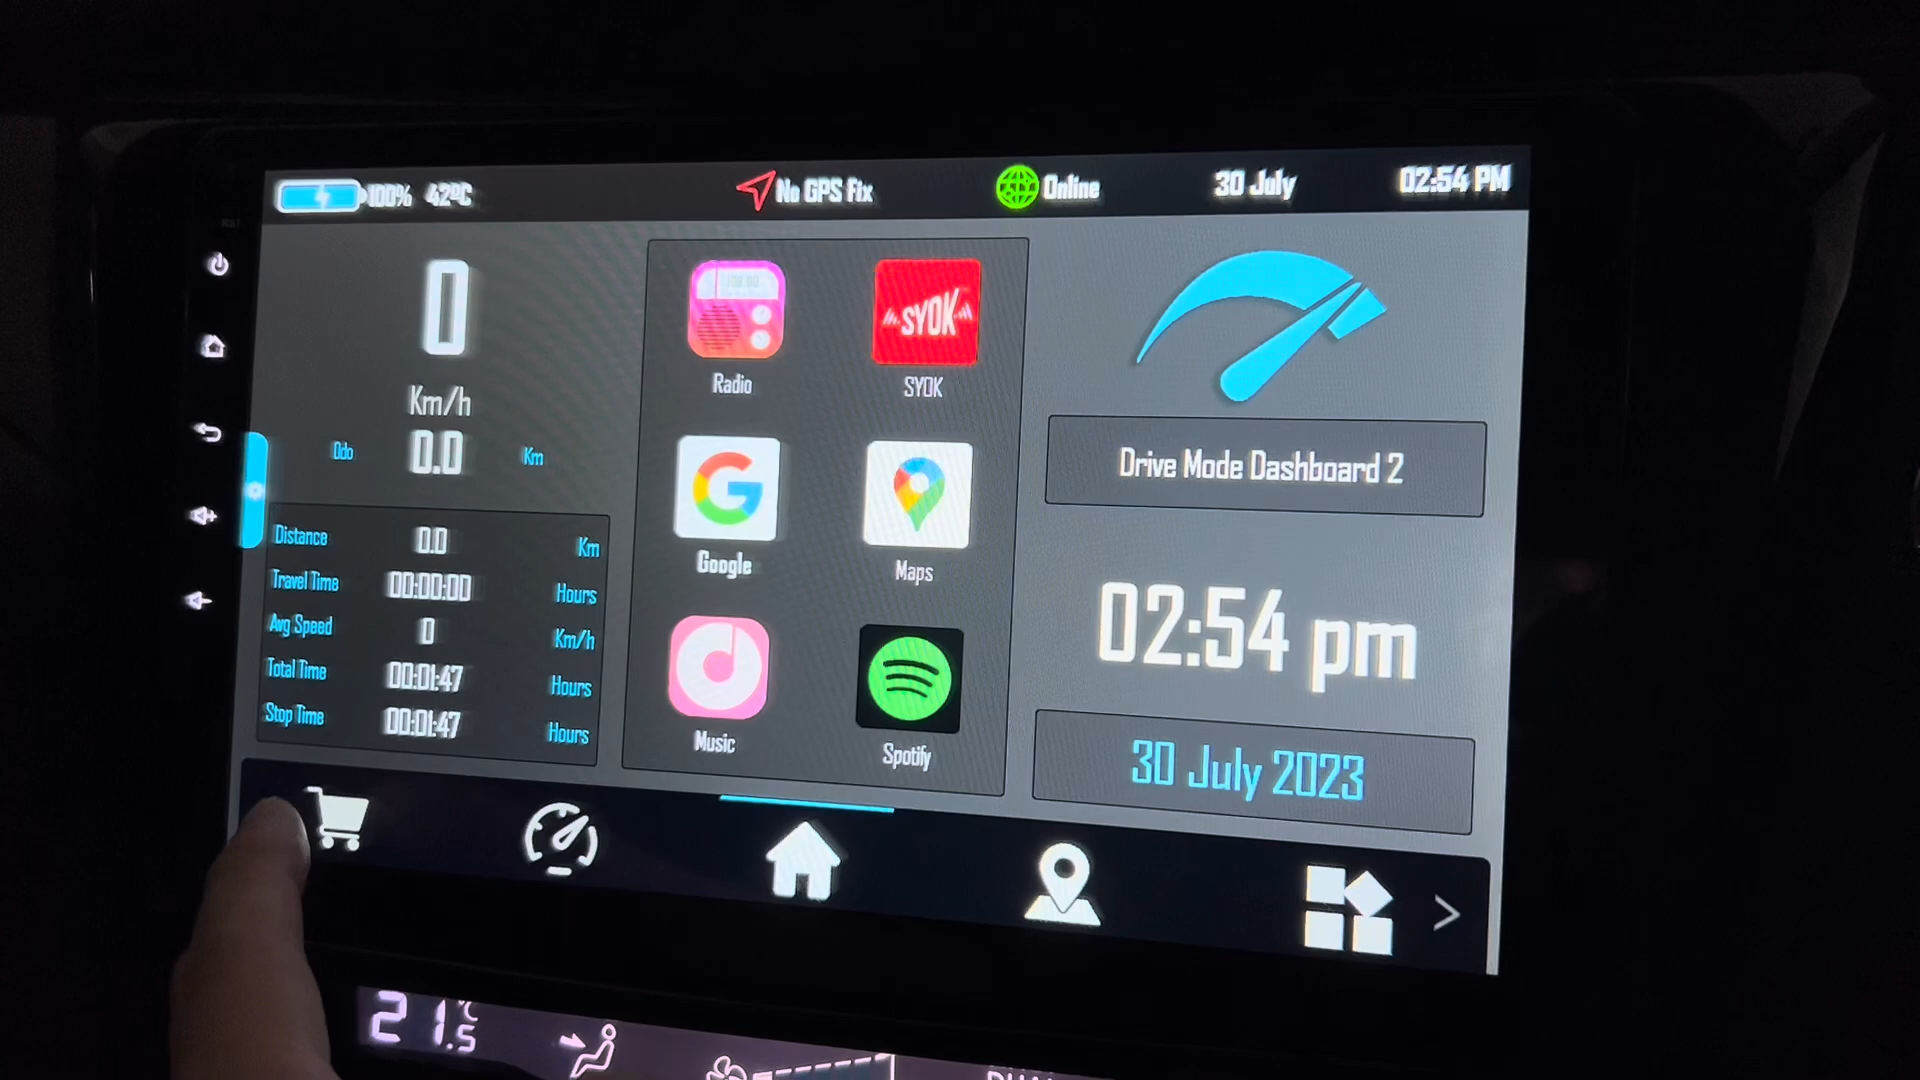 100% 42ºC
No GPS Fix
Online
30 July
02:54 PM
0
Km/h
Odo 0.0 Km
Distance 0.0 Km
Travel Time 00:00:00 Hours
Avg Speed 0 Km/h
Total Time 00:01:47 Hours
Stop Time 00:01:47 Hours
Radio
SYOK
SYOK
Google
Maps
Music
Spotify
Drive Mode Dashboard 2
02:54 pm
30 July 2023
21.5 °C